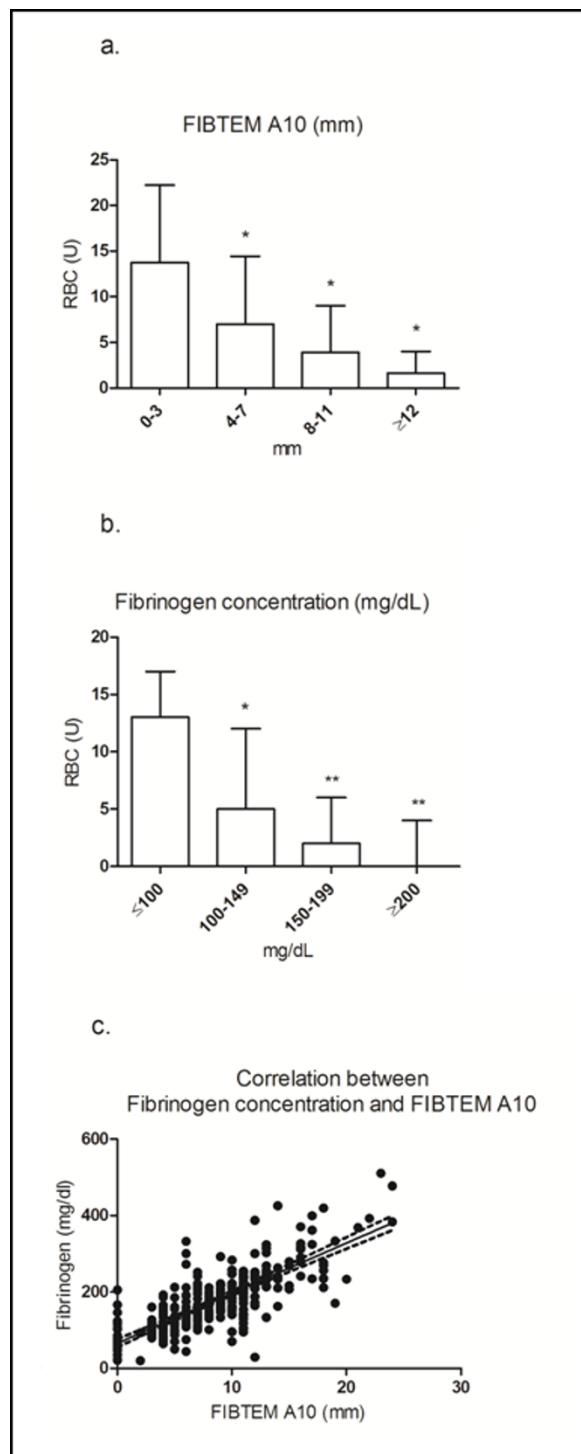 a.
FIBTEM A10 (mm)
25
20
15
10
5
0
RBC (U)
*
*
*
0-3
4-7
8-11
≥12
mm
b.
Fibrinogen concentration (mg/dL)
20
15
10
5
0
RBC (U)
*
**
**
≤100
100-149
150-199
≥200
mg/dL
c.
Correlation between
Fibrinogen concentration and FIBTEM A10
600
400
200
0
Fibrinogen (mg/dl)
0
10
20
30
FIBTEM A10 (mm)